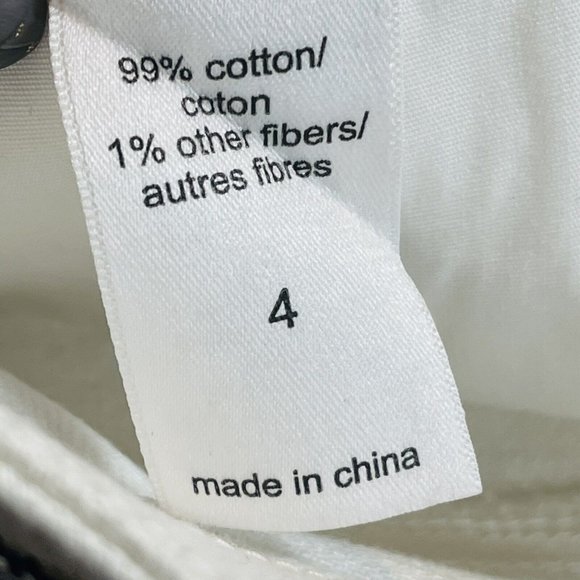 99% cotton/
coton
1% other fibers/
autres fibres
4
made in china